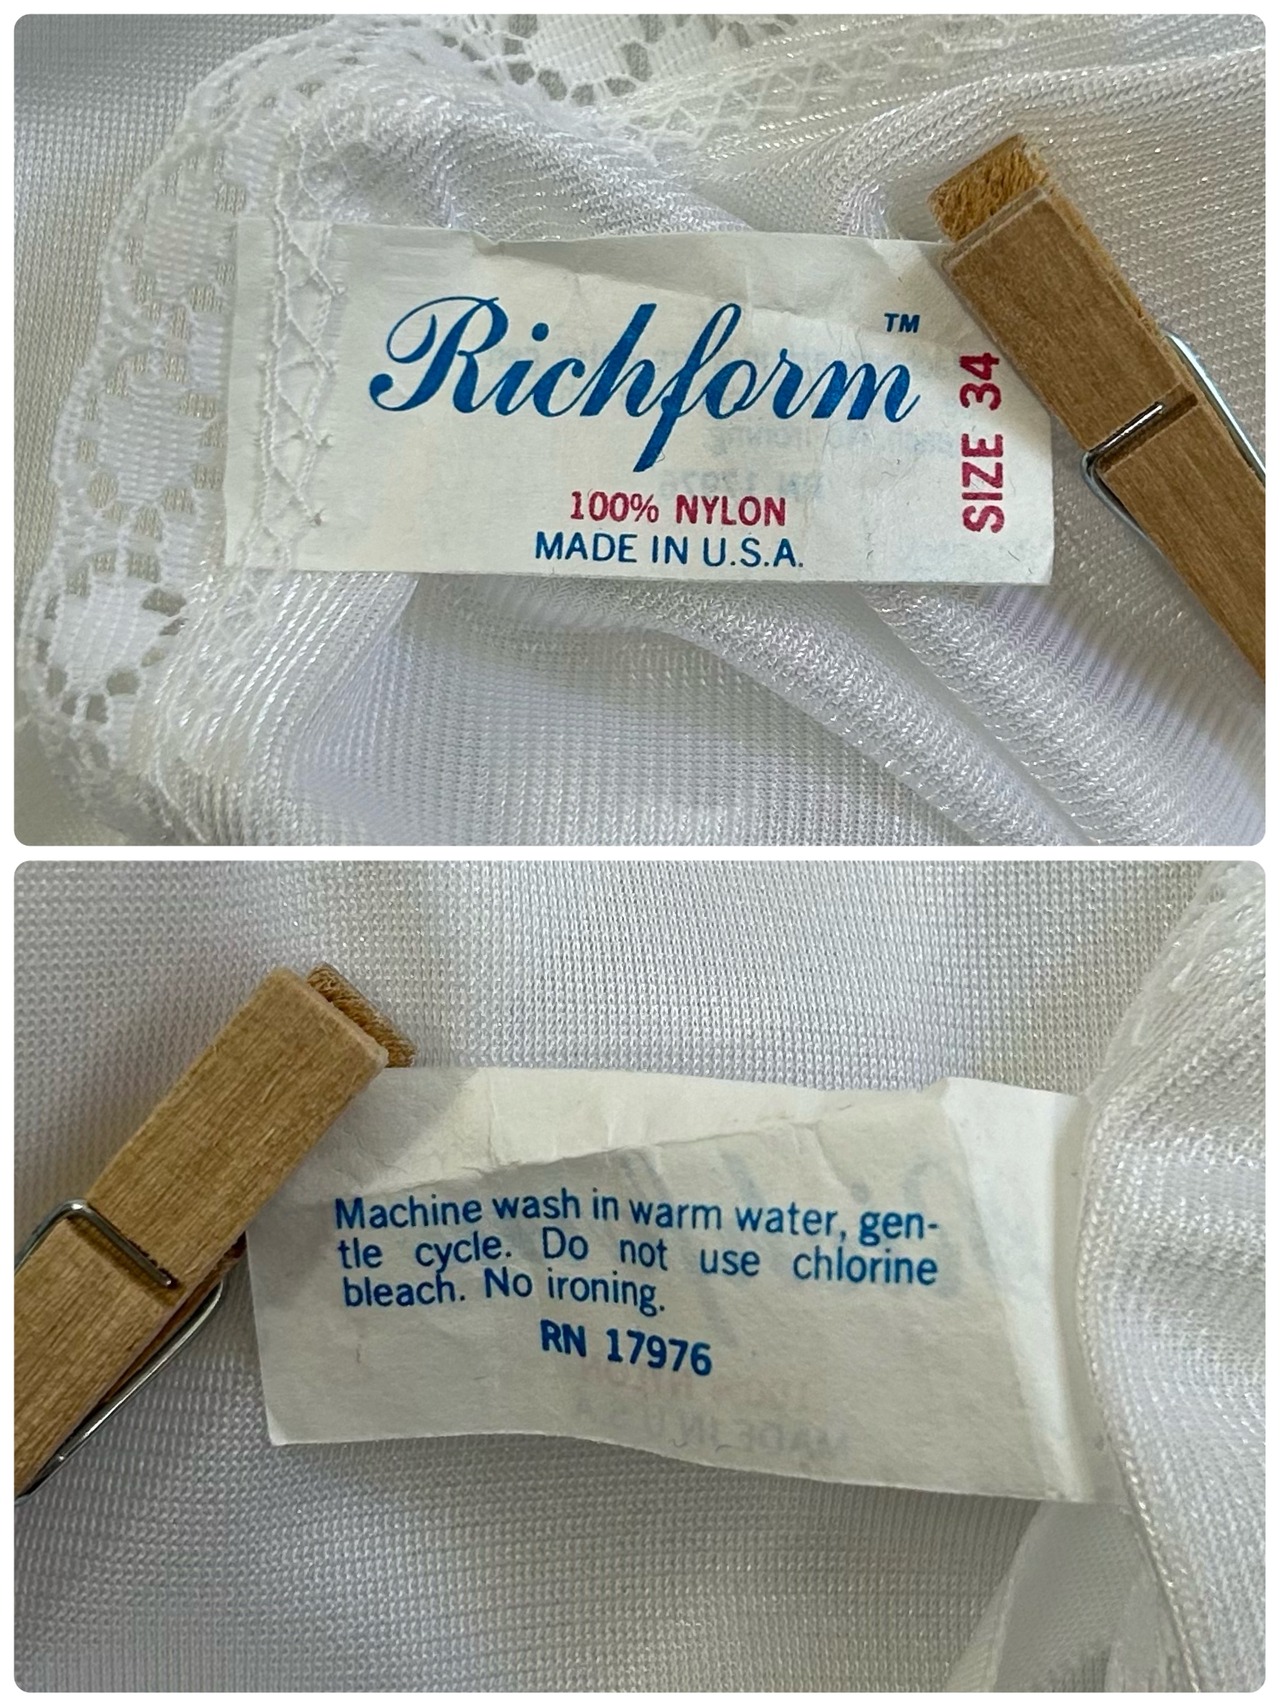 Richform™
SIZE 34
100% NYLON
MADE IN U.S.A.
Machine wash in warm water, gen-
tle cycle. Do not use chlorine
bleach. No ironing.
RN 17976